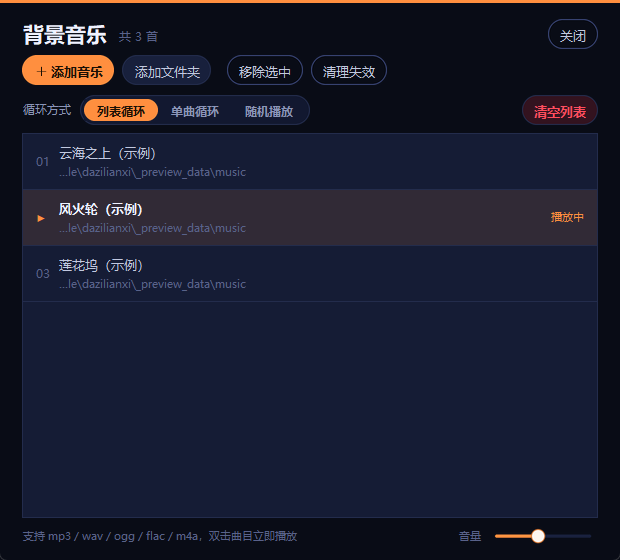 背景音乐 共 3 首 关闭
＋ 添加音乐 添加文件夹 移除选中 清理失效
循环方式 列表循环 单曲循环 随机播放 清空列表
01 云海之上（示例）
...le\dazilianxi\_preview_data\music
▶ 风火轮（示例） 播放中
...le\dazilianxi\_preview_data\music
03 莲花坞（示例）
...le\dazilianxi\_preview_data\music
支持 mp3 / wav / ogg / flac / m4a，双击曲目立即播放 音量